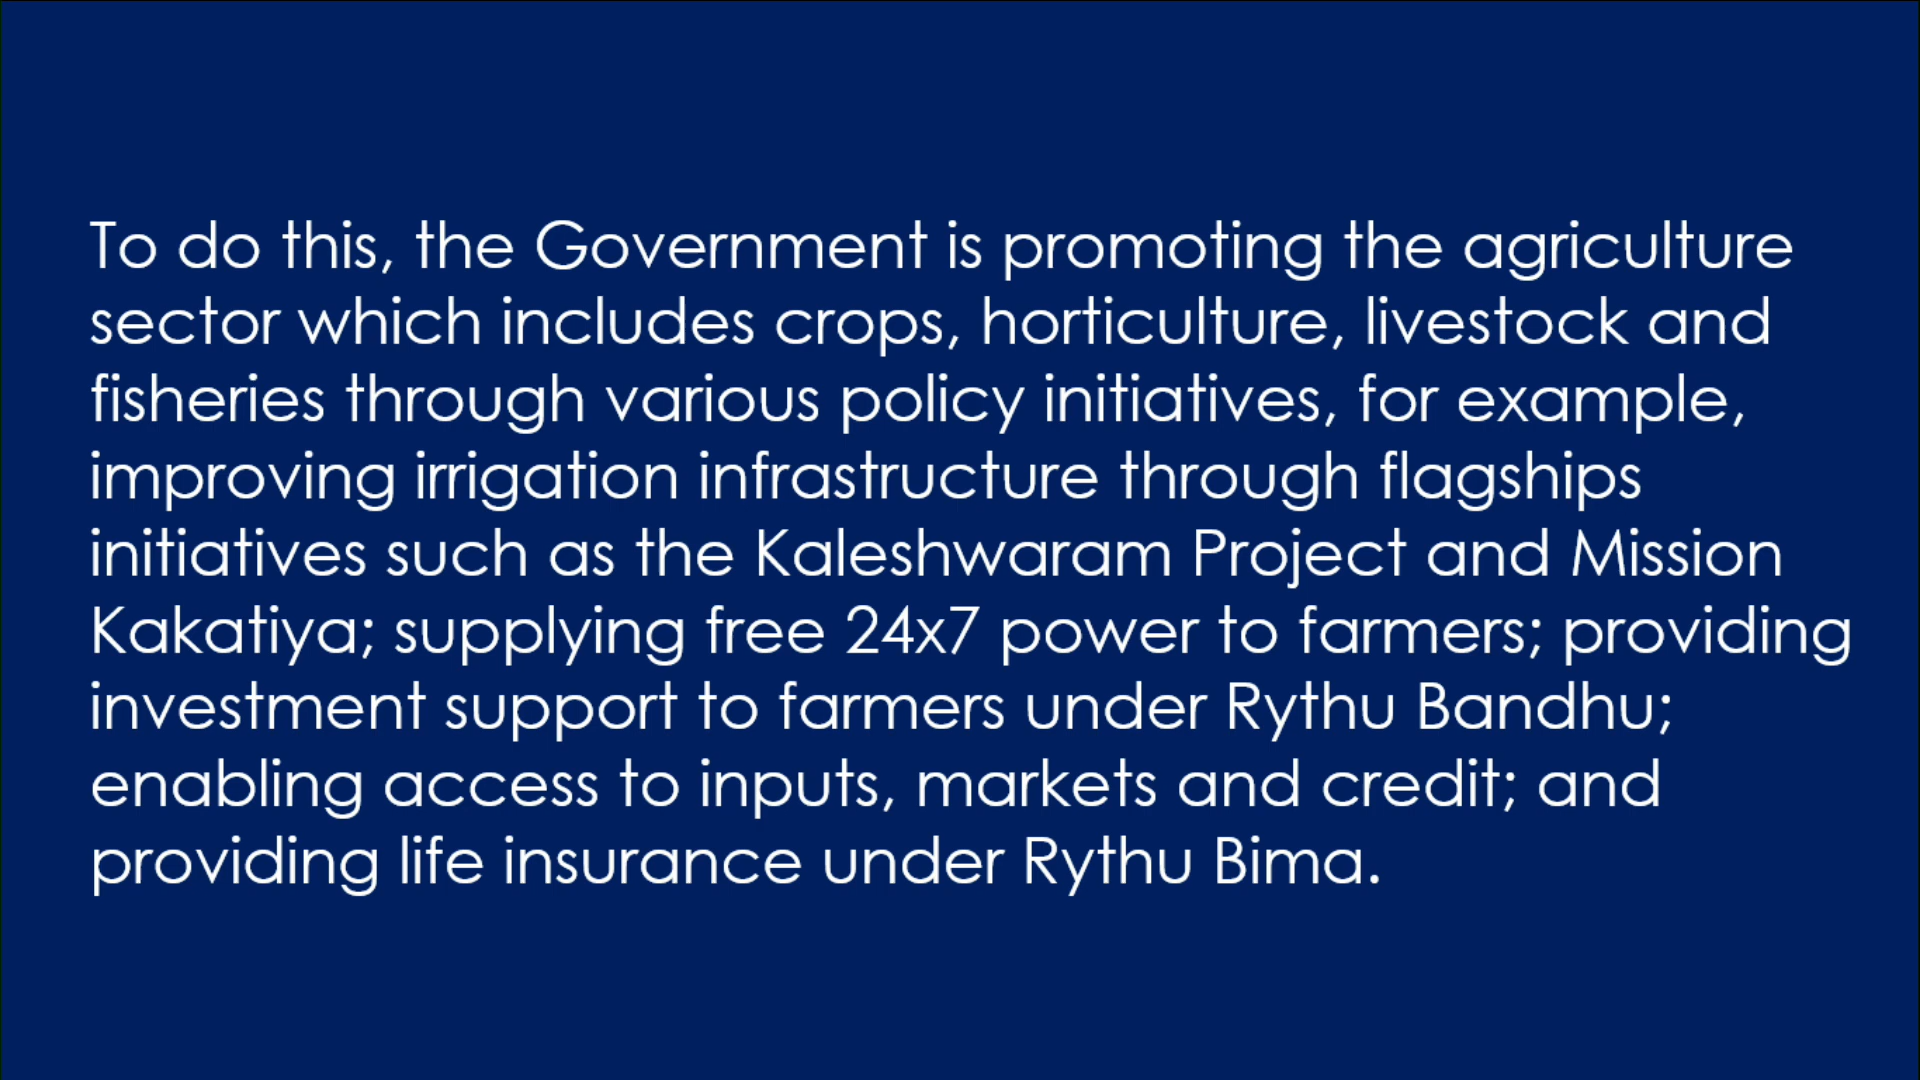 To do this, the Government is promoting the agriculture
sector which includes crops, horticulture, livestock and
fisheries through various policy initiatives, for example,
improving irrigation infrastructure through flagships
initiatives such as the Kaleshwaram Project and Mission
Kakatiya; supplying free 24x7 power to farmers; providing
investment support to farmers under Rythu Bandhu;
enabling access to inputs, markets and credit; and
providing life insurance under Rythu Bima.